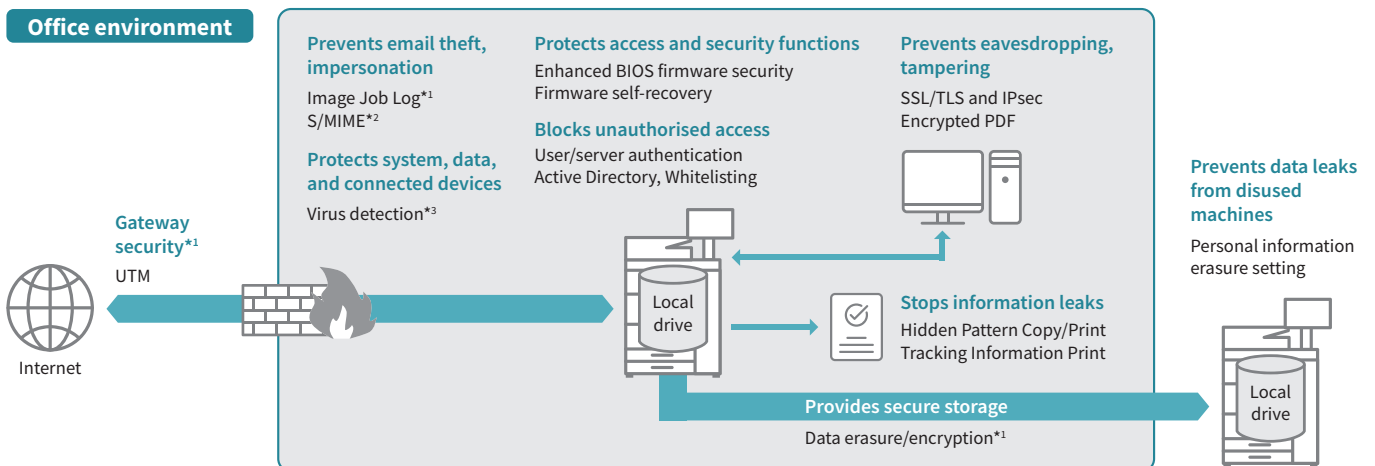 Office environment
Prevents email theft,
impersonation
Image Job Log*1
S/MIME*2
Protects system, data,
and connected devices
Virus detection*3
Protects access and security functions
Enhanced BIOS firmware security
Firmware self-recovery
Blocks unauthorised access
User/server authentication
Active Directory, Whitelisting
Prevents eavesdropping,
tampering
SSL/TLS and IPsec
Encrypted PDF
Prevents data leaks
from disused
machines
Personal information
erasure setting
Gateway
security*1
UTM
Internet
Local
drive
Stops information leaks
Hidden Pattern Copy/Print
Tracking Information Print
Provides secure storage
Data erasure/encryption*1
Local
drive